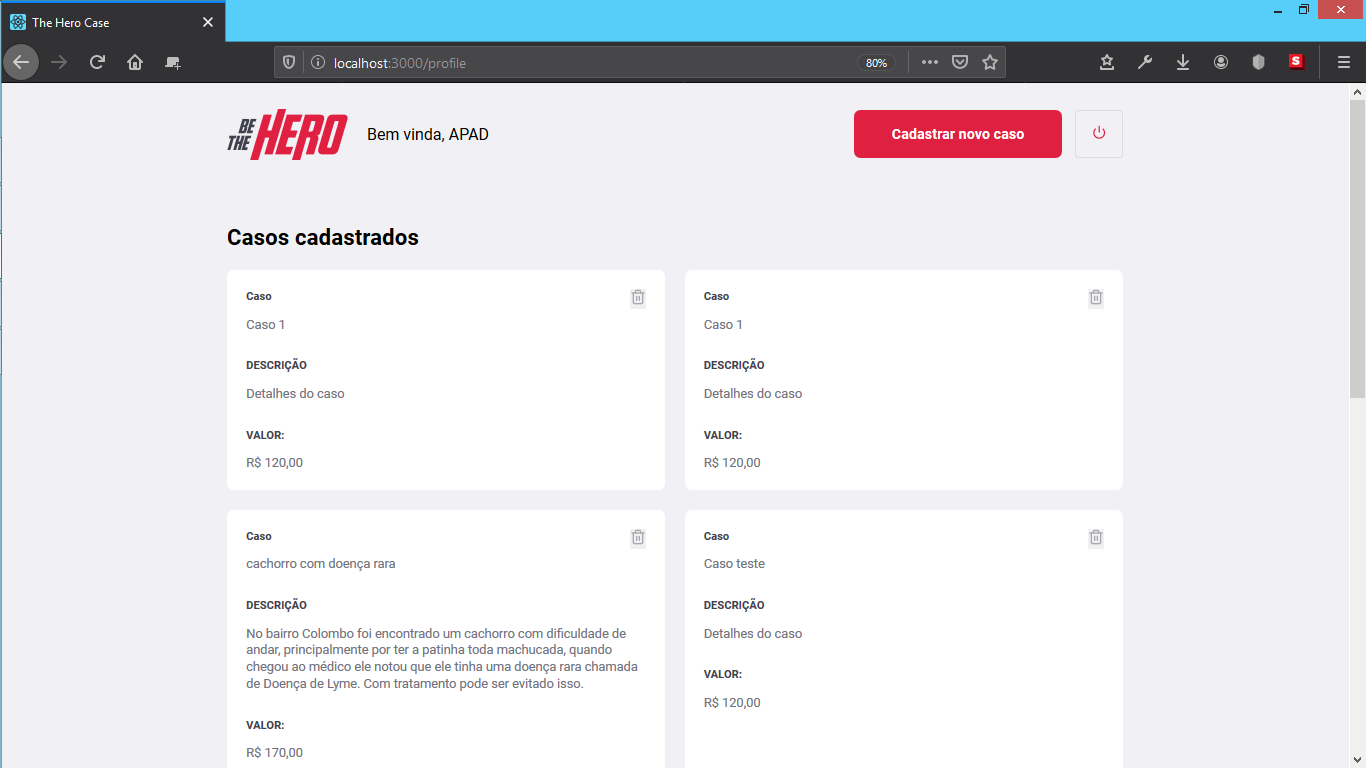 The Hero Case
localhost:3000/profile
80%
S
BE THE HERO
Bem vinda, APAD
Cadastrar novo caso
Casos cadastrados
Caso
Caso 1
DESCRIÇÃO
Detalhes do caso
VALOR:
R$ 120,00
Caso
Caso 1
DESCRIÇÃO
Detalhes do caso
VALOR:
R$ 120,00
Caso
cachorro com doença rara
DESCRIÇÃO
No bairro Colombo foi encontrado um cachorro com dificuldade de
andar, principalmente por ter a patinha toda machucada, quando
chegou ao médico ele notou que ele tinha uma doença rara chamada
de Doença de Lyme. Com tratamento pode ser evitado isso.
VALOR:
R$ 170,00
Caso
Caso teste
DESCRIÇÃO
Detalhes do caso
VALOR:
R$ 120,00